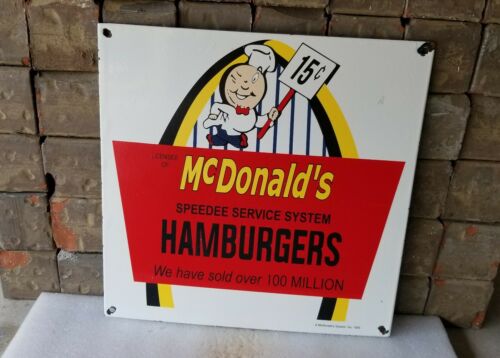 15¢
LICENSEE
OF
McDonald's
SPEEDEE SERVICE SYSTEM
HAMBURGERS
We have sold over 100 MILLION